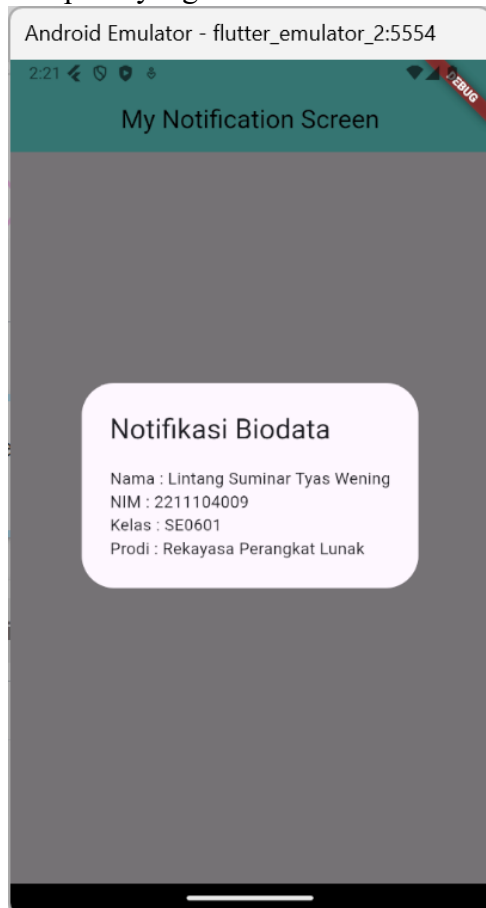 Android Emulator - flutter_emulator_2:5554
2:21
DEBUG
My Notification Screen
Notifikasi Biodata
Nama : Lintang Suminar Tyas Wening
NIM : 2211104009
Kelas : SE0601
Prodi : Rekayasa Perangkat Lunak